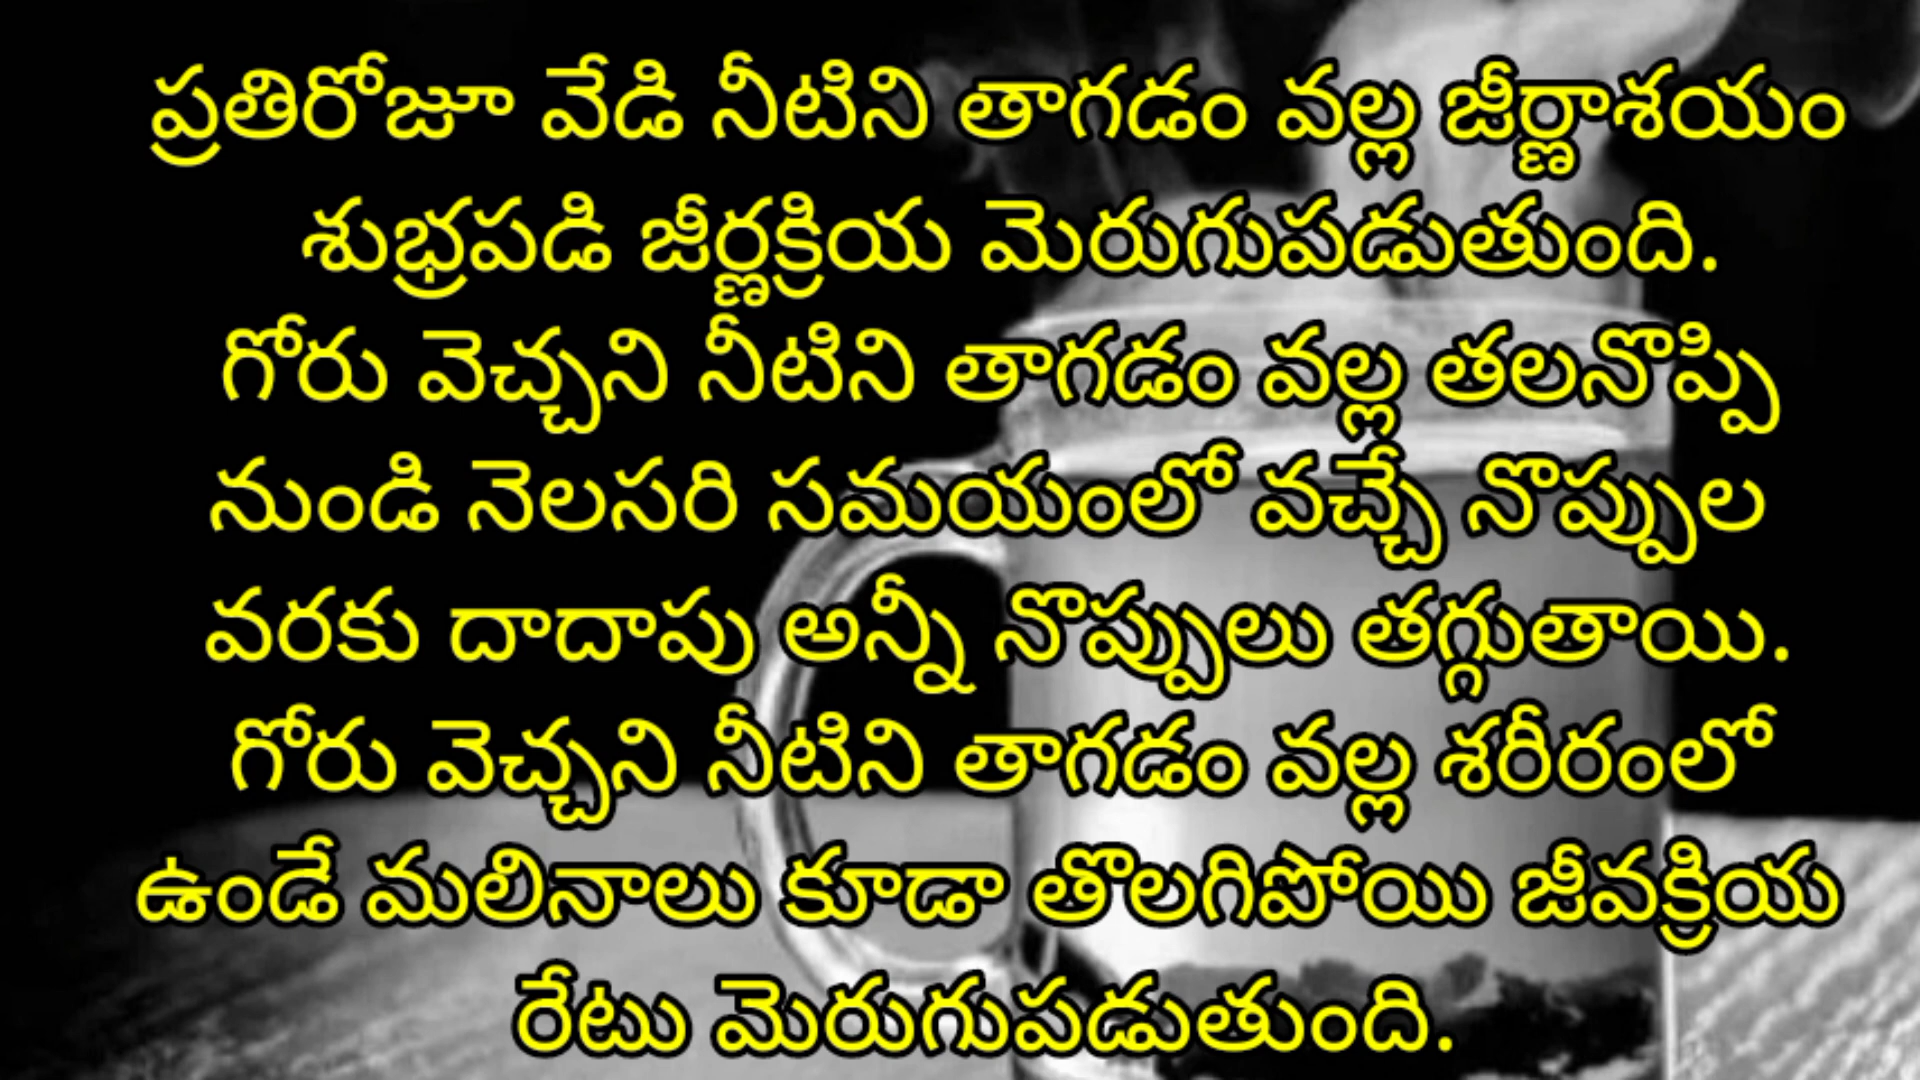 ప్రతిరోజూ వేడి నీటిని తాగడం వల్ల జీర్ణాశయం
శుభ్రపడి జీర్ణక్రియ మెరుగుపడుతుంది.
గోరు వెచ్చని నీటిని తాగడం వల్ల తలనొప్పి
నుండి నెలసరి సమయంలో వచ్చే నొప్పుల
వరకు దాదాపు అన్నీ నొప్పులు తగ్గుతాయి.
గోరు వెచ్చని నీటిని తాగడం వల్ల శరీరంలో
ఉండే మలినాలు కూడా తొలగిపోయి జీవక్రియ
రేటు మెరుగుపడుతుంది.